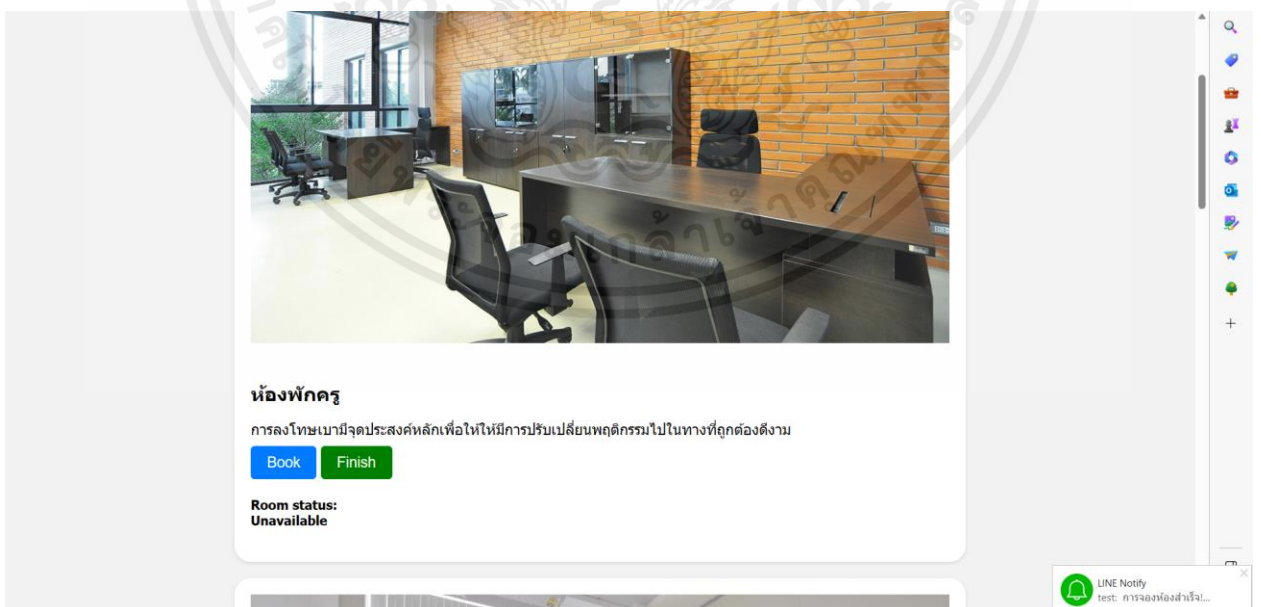 ห้องพักครู
การลงโทษเบามีจุดประสงค์หลักเพื่อให้ให้มีการปรับเปลี่ยนพฤติกรรมไปในทางที่ถูกต้องดีงาม
Book Finish
Room status:
Unavailable
LINE Notify
test: การจองห้องสำเร็จ!...